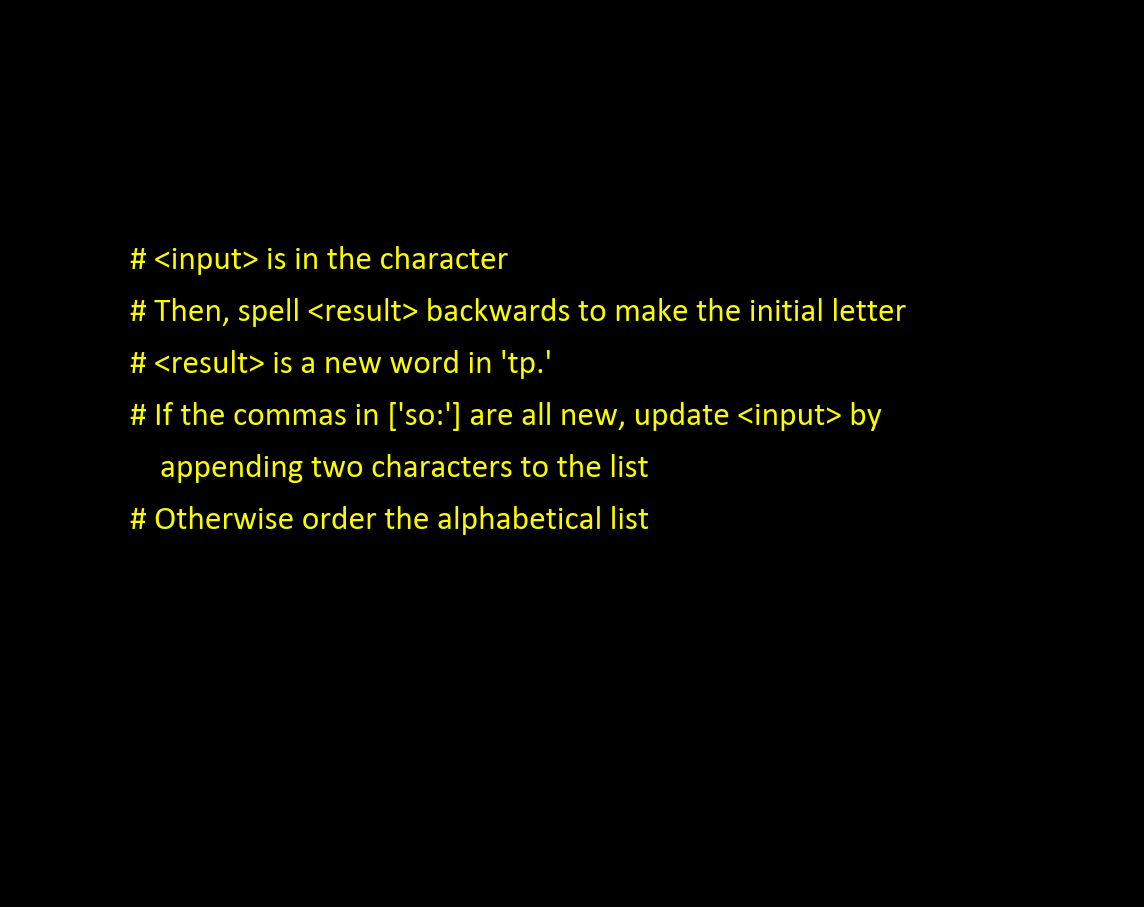 # <input> is in the character
# Then, spell <result> backwards to make the initial letter
# <result> is a new word in 'tp.'
# If the commas in ['so:'] are all new, update <input> by
appending two characters to the list
# Otherwise order the alphabetical list